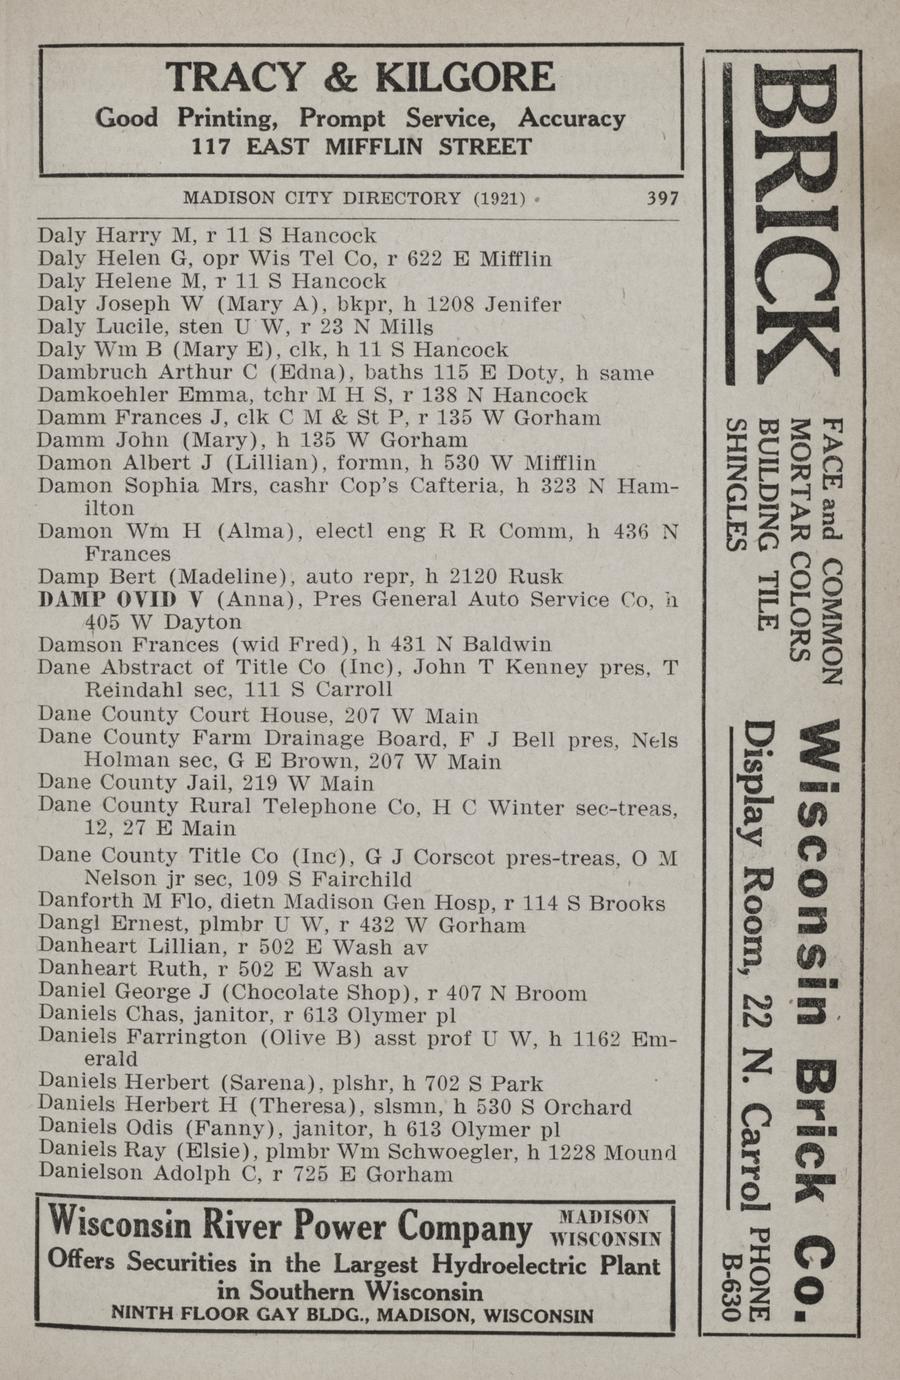 TRACY & KILGORE
Good Printing, Prompt Service, Accuracy
117 EAST MIFFLIN STREET
MADISON CITY DIRECTORY (1921) 397
Daly Harry M, r 11 S Hancock
Daly Helen G, opr Wis Tel Co, r 622 E Mifflin
Daly Helene M, r 11 S Hancock
Daly Joseph W (Mary A), bkpr, h 1208 Jenifer
Daly Lucile, sten U W, r 23 N Mills
Daly Wm B (Mary E), clk, h 11 S Hancock
Dambruch Arthur C (Edna), baths 115 E Doty, h same
Damkoehler Emma, tchr M H S, r 138 N Hancock
Damm Frances J, clk C M & St P, r 135 W Gorham
Damm John (Mary), h 135 W Gorham
Damon Albert J (Lillian), formn, h 530 W Mifflin
Damon Sophia Mrs, cashr Cop's Cafteria, h 323 N Ham-
ilton
Damon Wm H (Alma), electl eng R R Comm, h 436 N
Frances
Damp Bert (Madeline), auto repr, h 2120 Rusk
DAMP OVID V (Anna), Pres General Auto Service Co, h
405 W Dayton
Damson Frances (wid Fred), h 431 N Baldwin
Dane Abstract of Title Co (Inc), John T Kenney pres, T
Reindahl sec, 111 S Carroll
Dane County Court House, 207 W Main
Dane County Farm Drainage Board, F J Bell pres, Nels
Holman sec, G E Brown, 207 W Main
Dane County Jail, 219 W Main
Dane County Rural Telephone Co, H C Winter sec-treas,
12, 27 E Main
Dane County Title Co (Inc), G J Corscot pres-treas, O M
Nelson jr sec, 109 S Fairchild
Danforth M Flo, dietn Madison Gen Hosp, r 114 S Brooks
Dangl Ernest, plmbr U W, r 432 W Gorham
Danheart Lillian, r 502 E Wash av
Danheart Ruth, r 502 E Wash av
Daniel George J (Chocolate Shop), r 407 N Broom
Daniels Chas, janitor, r 613 Olymer pl
Daniels Farrington (Olive B) asst prof U W, h 1162 Em-
erald
Daniels Herbert (Sarena), plshr, h 702 S Park
Daniels Herbert H (Theresa), slsmn, h 530 S Orchard
Daniels Odis (Fanny), janitor, h 613 Olymer pl
Daniels Ray (Elsie), plmbr Wm Schwoegler, h 1228 Mound
Danielson Adolph C, r 725 E Gorham
Wisconsin River Power Company MADISON
WISCONSIN
Offers Securities in the Largest Hydroelectric Plant
in Southern Wisconsin
NINTH FLOOR GAY BLDG., MADISON, WISCONSIN
BRICK
FACE and COMMON
MORTAR COLORS
BUILDING TILE
SHINGLES
Wisconsin Brick Co.
Display Room, 22 N. Carrol
PHONE
B-630